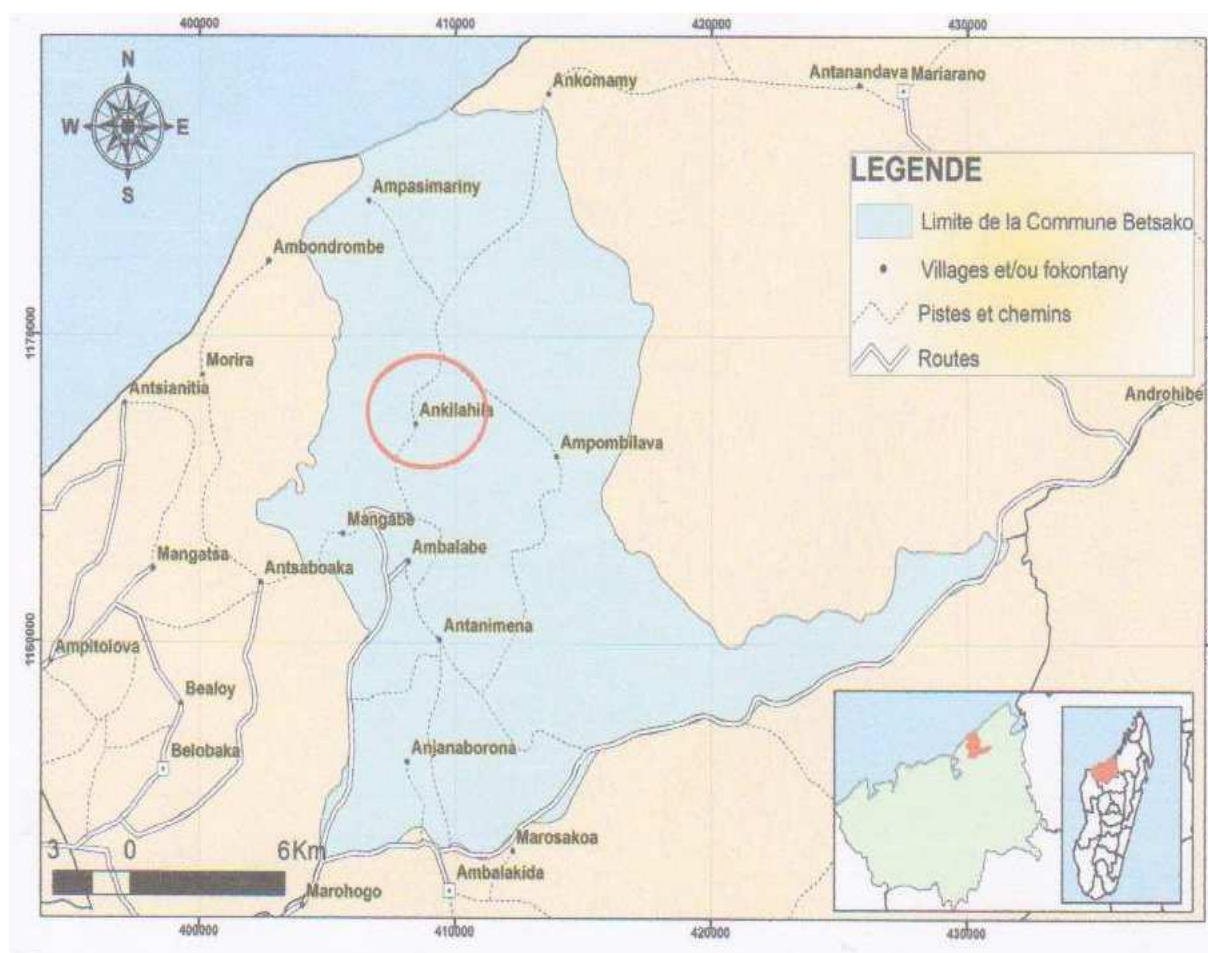 400000 410000 420000 430000
N
W E
S
Ankomamy
Antanandava Mariarano
LEGENDE
Limite de la Commune Betsako
Villages et/ou fokontany
Pistes et chemins
Routes
Ampasimariny
Ambondrombe
1170000
Morira
Antsianitia
Ankilahila
Androhibe
Ampombilava
Mangabe
Ambalabe
Mangatsa
Antsaboaka
1160000
Antanimena
Ampitolova
Bealoy
Belobaka
Anjanaborona
Marosakoa
3 0 6Km
Ambalakida
Marohogo
400000 410000 420000 430000